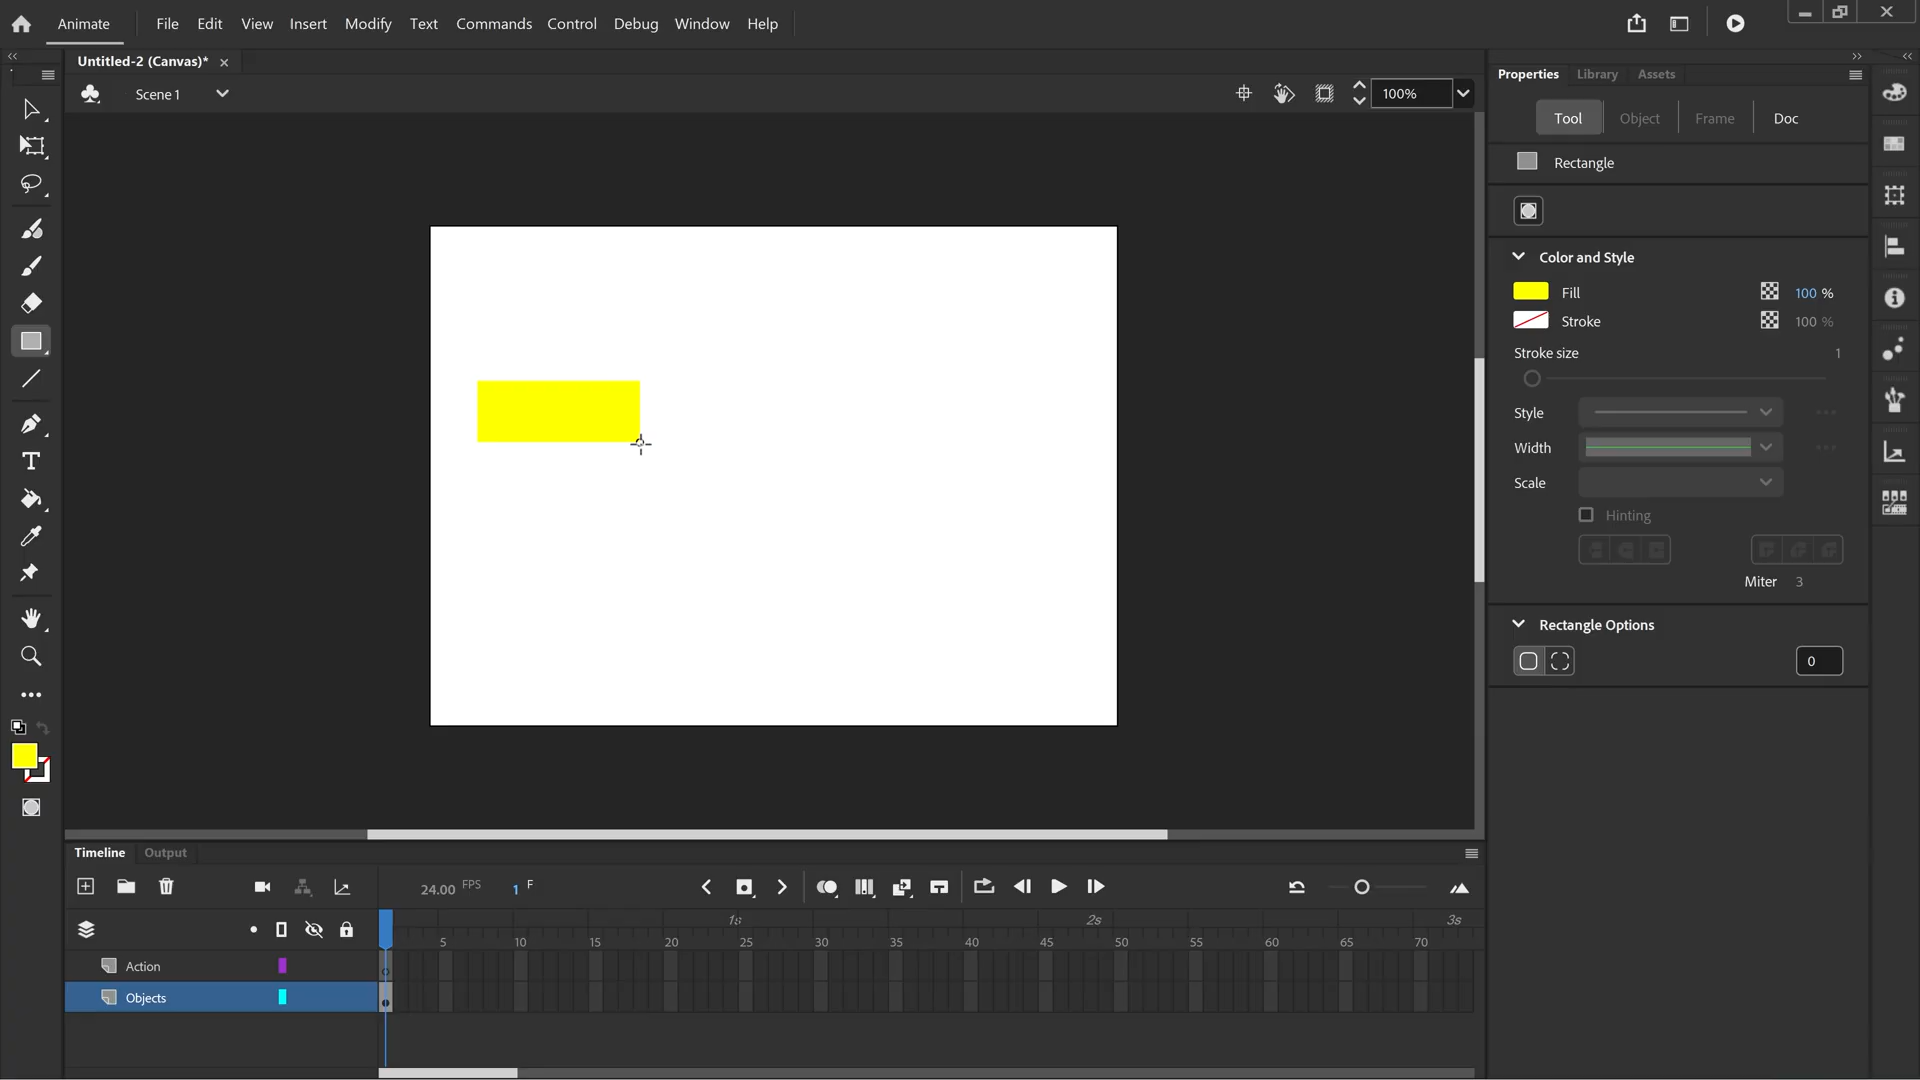 Animate File Edit View Insert Modify Text Commands Control Debug Window Help
Untitled-2 (Canvas)*
Properties Library Assets
Scene 1
100%
Tool Object Frame Doc
Rectangle
Color and Style
Fill 100 %
Stroke 100 %
Stroke size 1
Style
Width
Scale
Hinting
Miter 3
Rectangle Options
0
Timeline Output
24.00 FPS 1 F
1s 2s 3s
5 10 15 20 25 30 35 40 45 50 55 60 65 70
Action
Objects